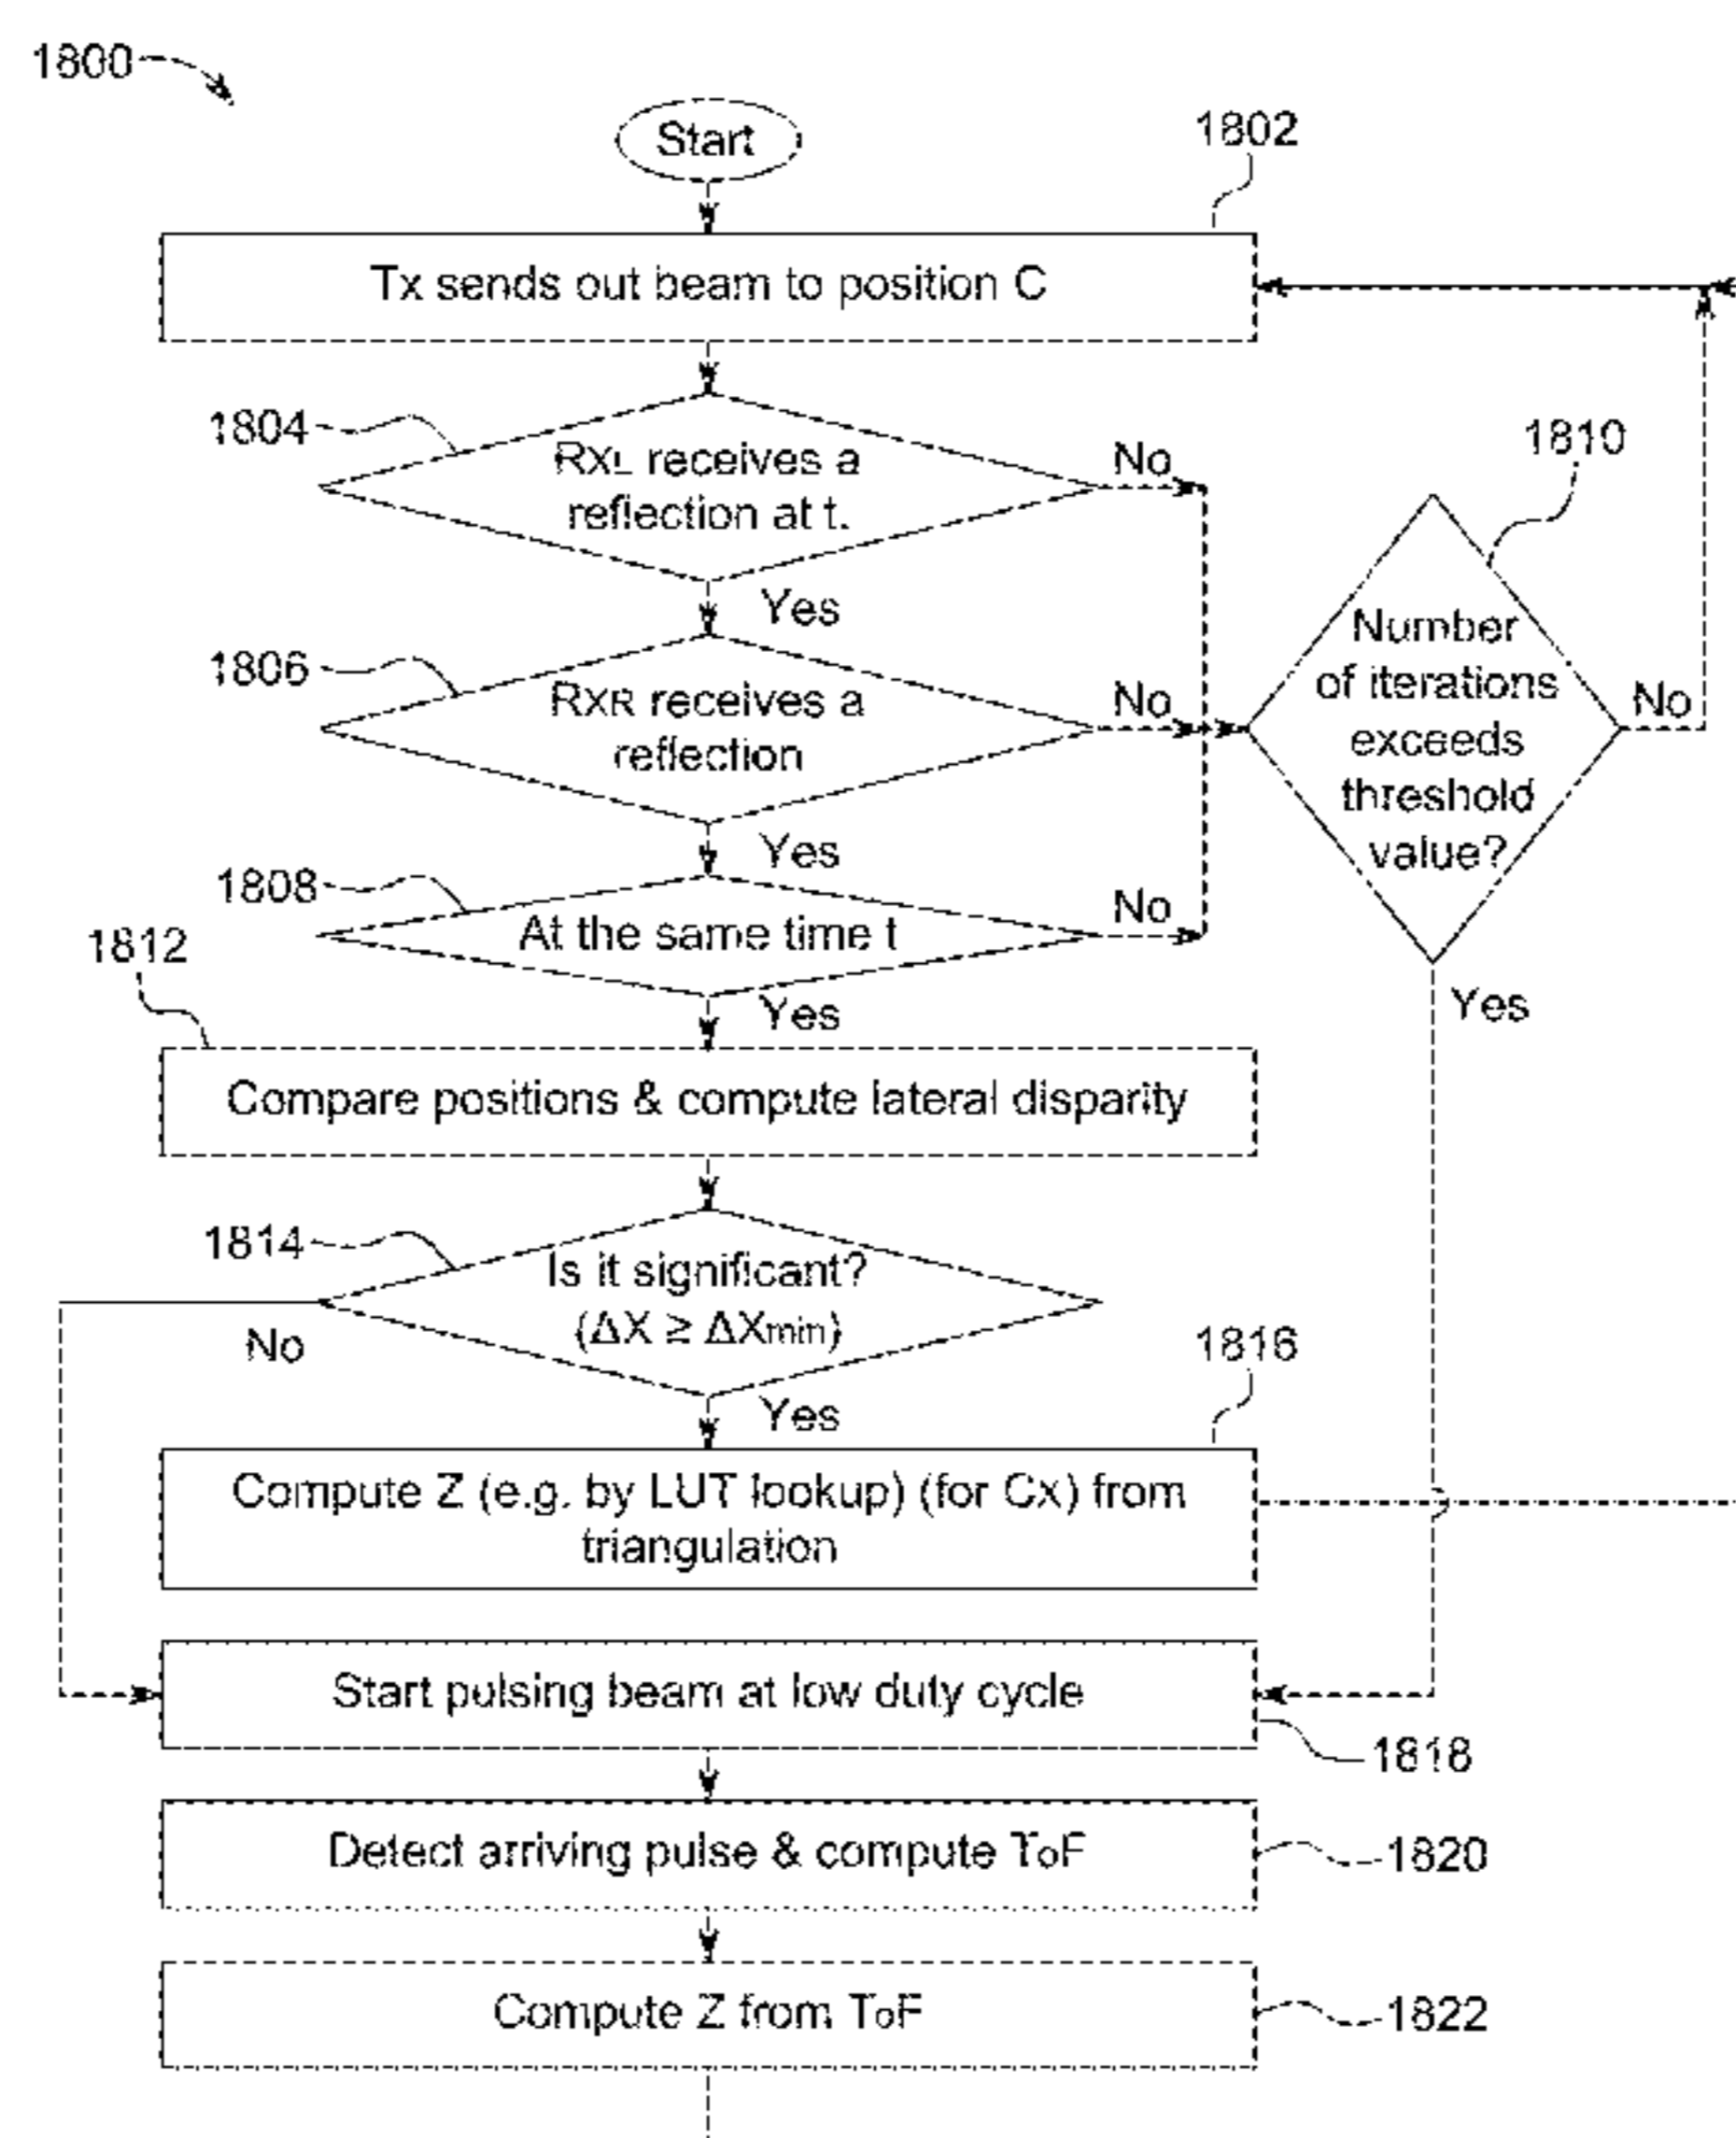 1800
Start
1802
Tx sends out beam to position C
1804
RXL receives a
reflection at t.
No
Yes
1810
Number
of iterations
exceeds
threshold
value?
No
Yes
1806
RXR receives a
reflection
No
Yes
1808
At the same time t
No
Yes
1812
Compare positions & compute lateral disparity
1814
Is it significant?
(ΔX ≥ ΔXmin)
No
Yes
1816
Compute Z (e.g. by LUT lookup) (for CX) from
triangulation
Start pulsing beam at low duty cycle
1818
Detect arriving pulse & compute ToF
1820
Compute Z from ToF
1822